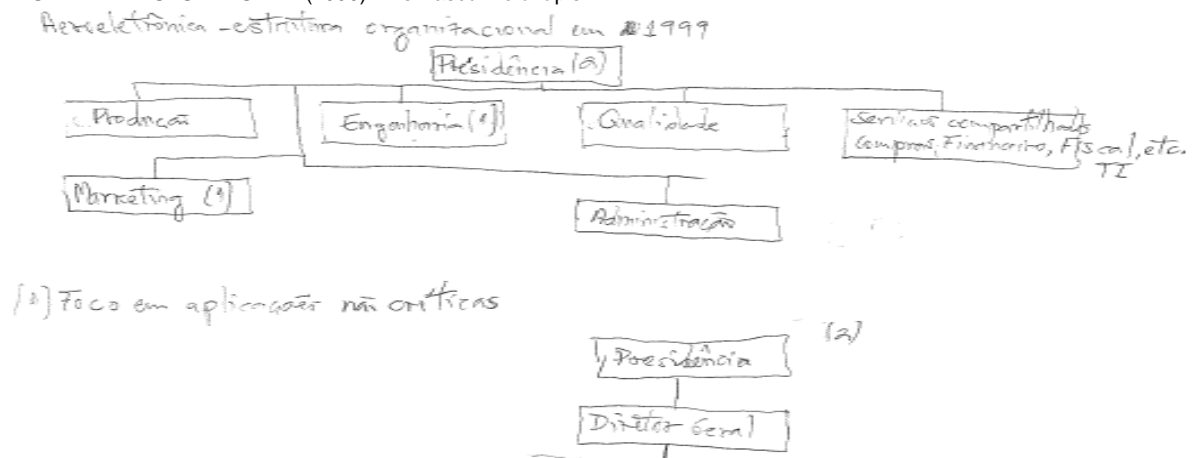 Aeroeletrônica - estrutura organizacional em 1999
Presidência (2)
Produção
Engenharia (1)
Qualidade
Serviços compartilhados
Compras, Financeiro, Fiscal, etc.
TI
Marketing (1)
Administração
(1) Foco em aplicações não críticas
(2)
Presidência
Diretor Geral